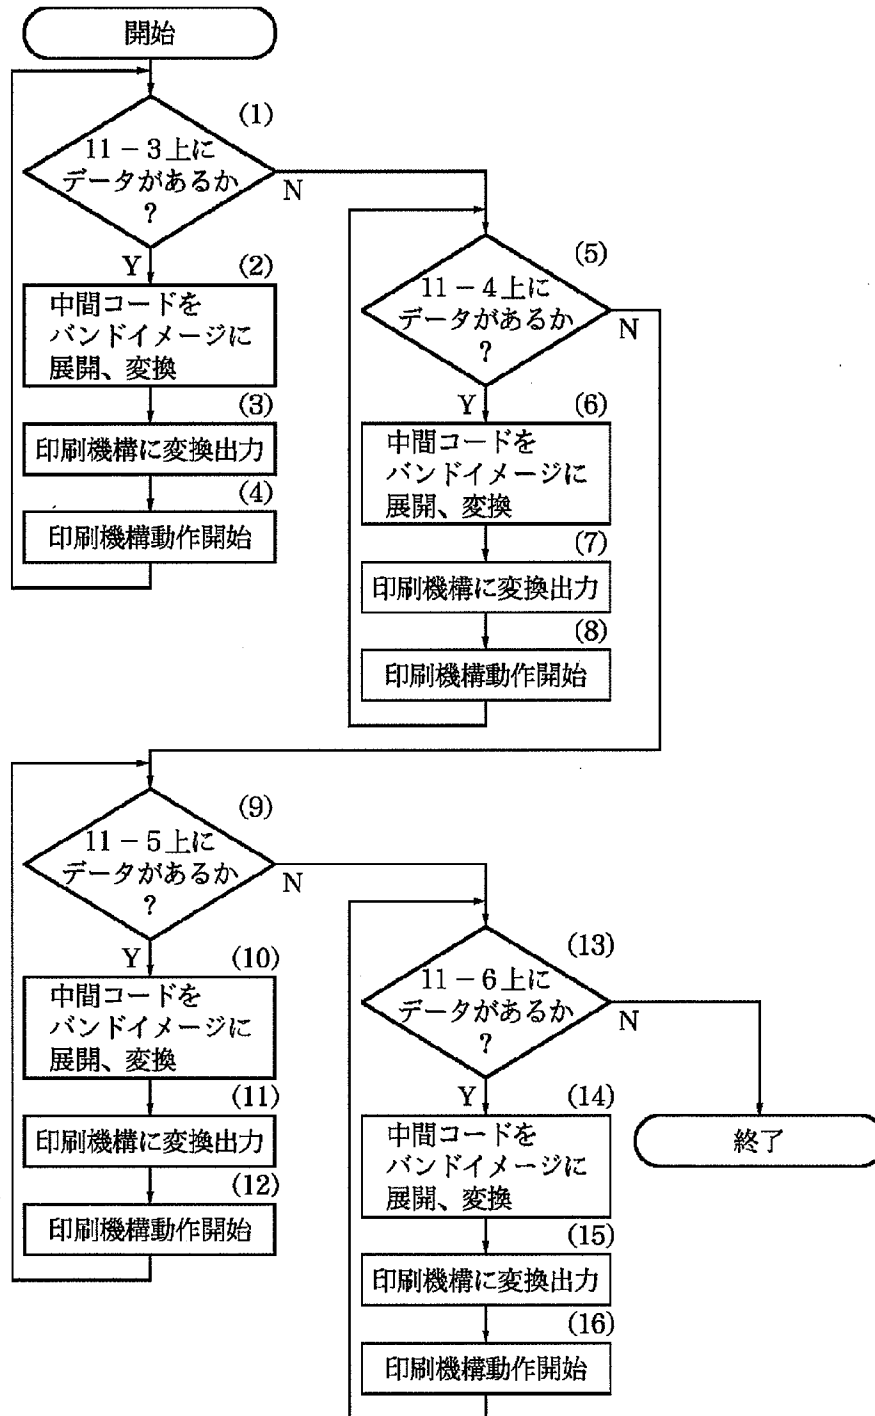 開始
(1)
11－3上に
データがあるか
?
N
Y
(2)
中間コードを
バンドイメージに
展開、変換
(3)
印刷機構に変換出力
(4)
印刷機構動作開始
(5)
11－4上に
データがあるか
?
N
Y
(6)
中間コードを
バンドイメージに
展開、変換
(7)
印刷機構に変換出力
(8)
印刷機構動作開始
(9)
11－5上に
データがあるか
?
N
Y
(10)
中間コードを
バンドイメージに
展開、変換
(11)
印刷機構に変換出力
(12)
印刷機構動作開始
(13)
11－6上に
データがあるか
?
N
Y
(14)
中間コードを
バンドイメージに
展開、変換
(15)
印刷機構に変換出力
(16)
印刷機構動作開始
終了